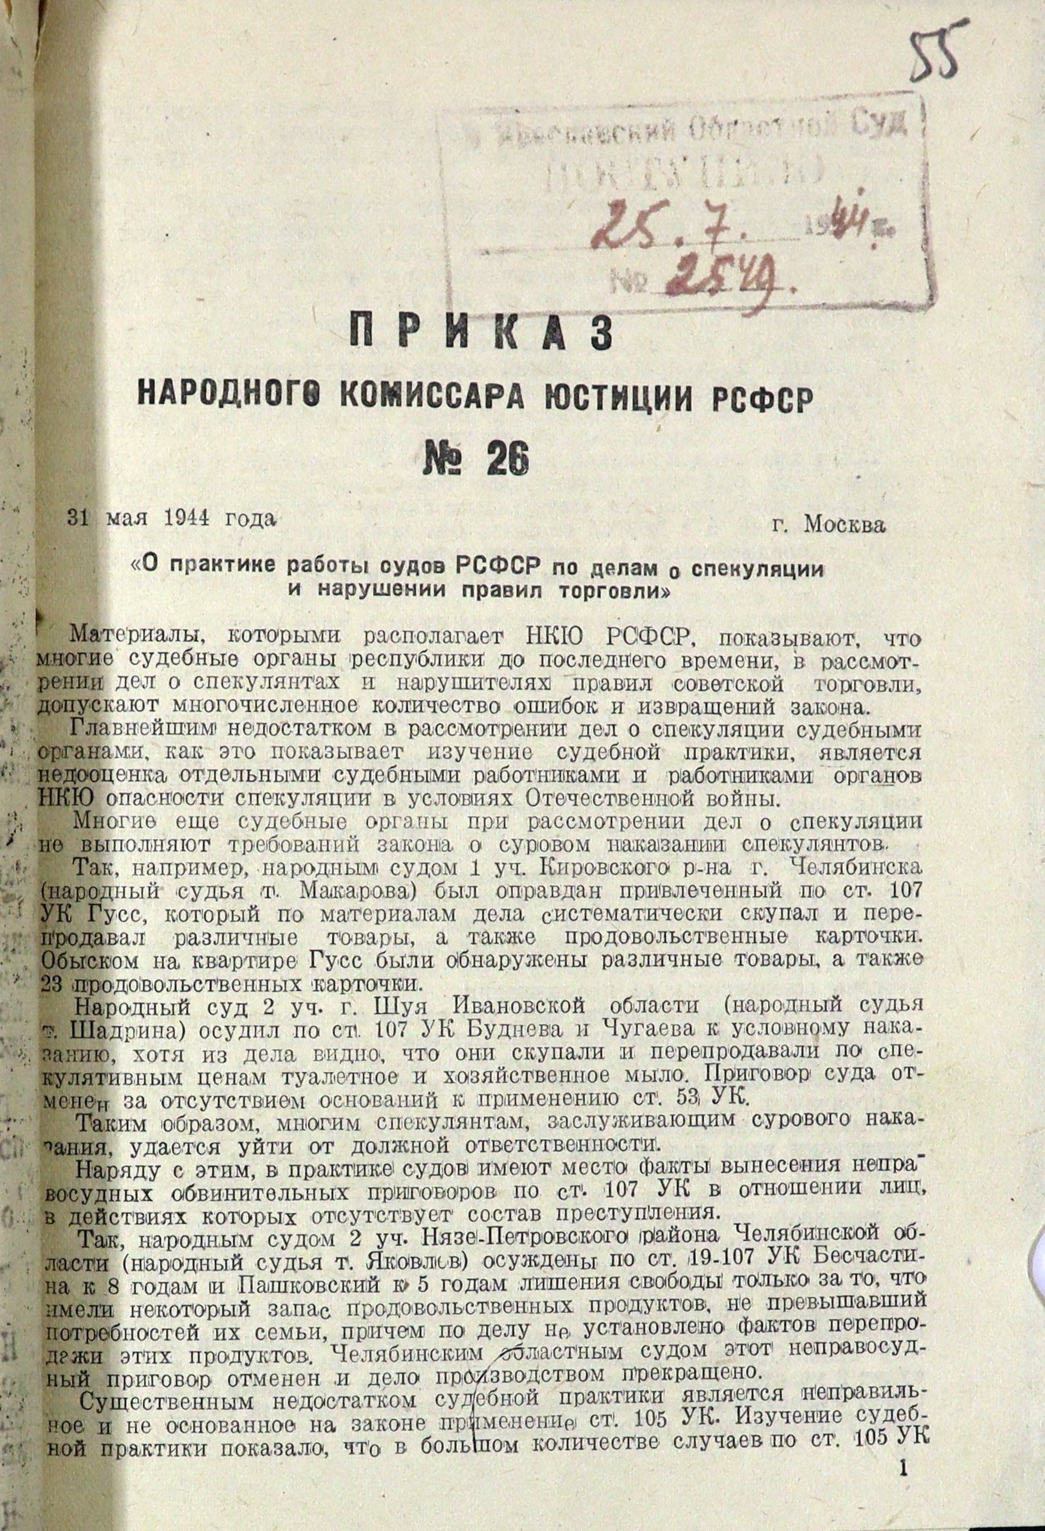 55
Областной Суд
25. 7. 1944 г.
№ 2549.
ПРИКАЗ
НАРОДНОГО КОМИССАРА ЮСТИЦИИ РСФСР
№ 26
31 мая 1944 года г. Москва
«О практике работы судов РСФСР по делам о спекуляции
и нарушении правил торговли»
Материалы, которыми располагает НКЮ РСФСР, показывают, что
многие судебные органы республики до последнего времени, в рассмот-
рении дел о спекулянтах и нарушителях правил советской торговли,
допускают многочисленное количество ошибок и извращений закона.
Главнейшим недостатком в рассмотрении дел о спекуляции судебными
органами, как это показывает изучение судебной практики, является
недооценка отдельными судебными работниками и работниками органов
НКЮ опасности спекуляции в условиях Отечественной войны.
Многие еще судебные органы при рассмотрении дел о спекуляции
не выполняют требований закона о суровом наказании спекулянтов.
Так, например, народным судом 1 уч. Кировского р-на г. Челябинска
(народный судья т. Макарова) был оправдан привлеченный по ст. 107
УК Гусс, который по материалам дела систематически скупал и пере-
продавал различные товары, а также продовольственные карточки.
Обыском на квартире Гусс были обнаружены различные товары, а также
23 продовольственных карточки.
Народный суд 2 уч. г. Шуя Ивановской области (народный судья
т. Шадрина) осудил по ст. 107 УК Буднева и Чугаева к условному нака-
занию, хотя из дела видно, что они скупали и перепродавали по спе-
кулятивным ценам туалетное и хозяйственное мыло. Приговор суда от-
менен за отсутствием оснований к применению ст. 53 УК.
Таким образом, многим спекулянтам, заслуживающим сурового нака-
зания, удается уйти от должной ответственности.
Наряду с этим, в практике судов имеют место факты вынесения непра-
восудных обвинительных приговоров по ст. 107 УК в отношении лиц,
в действиях которых отсутствует состав преступления.
Так, народным судом 2 уч. Нязе-Петровского района Челябинской об-
ласти (народный судья т. Яковлев) осуждены по ст. 19-107 УК Бесчасти-
на к 8 годам и Пашковский к 5 годам лишения свободы только за то, что
имели некоторый запас продовольственных продуктов, не превышавший
потребностей их семьи, причем по делу не установлено фактов перепро-
дажи этих продуктов. Челябинским областным судом этот неправосуд-
ный приговор отменен и дело производством прекращено.
Существенным недостатком судебной практики является неправиль-
ное и не основанное на законе применение ст. 105 УК. Изучение судеб-
ной практики показало, что в большом количестве случаев по ст. 105 УК
1